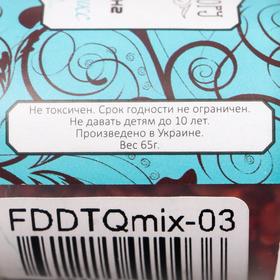 Не токсичен. Срок годности не ограничен.
Не давать детям до 10 лет.
Произведено в Украине.
Вес 65г.
FDDTQmix-03